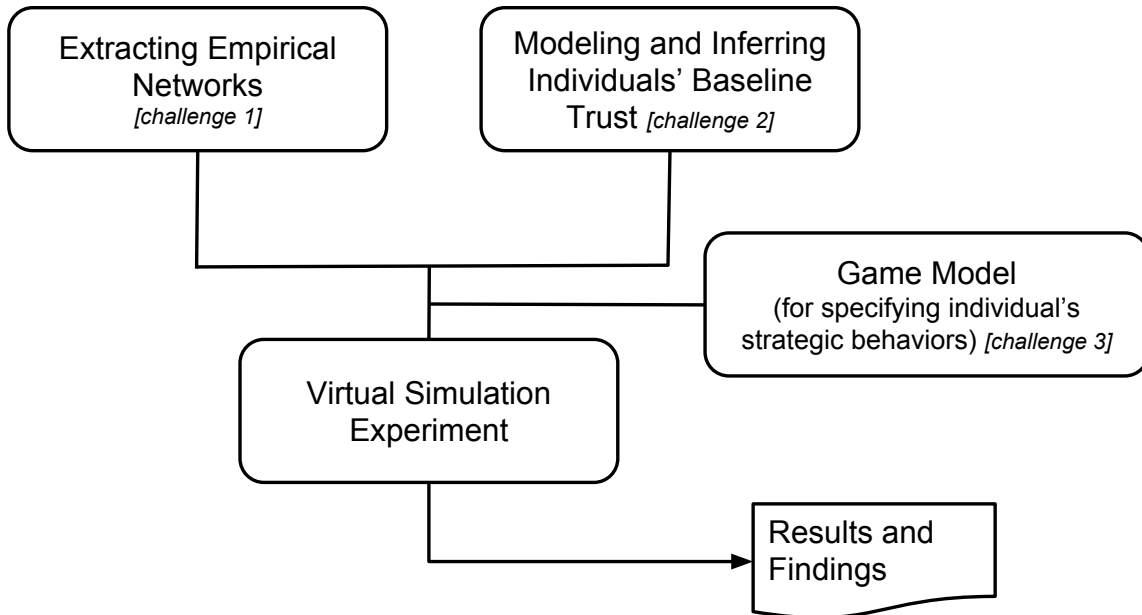 Extracting Empirical
Networks
[challenge 1]
Modeling and Inferring
Individuals’ Baseline
Trust [challenge 2]
Game Model
(for specifying individual’s
strategic behaviors) [challenge 3]
Virtual Simulation
Experiment
Results and
Findings